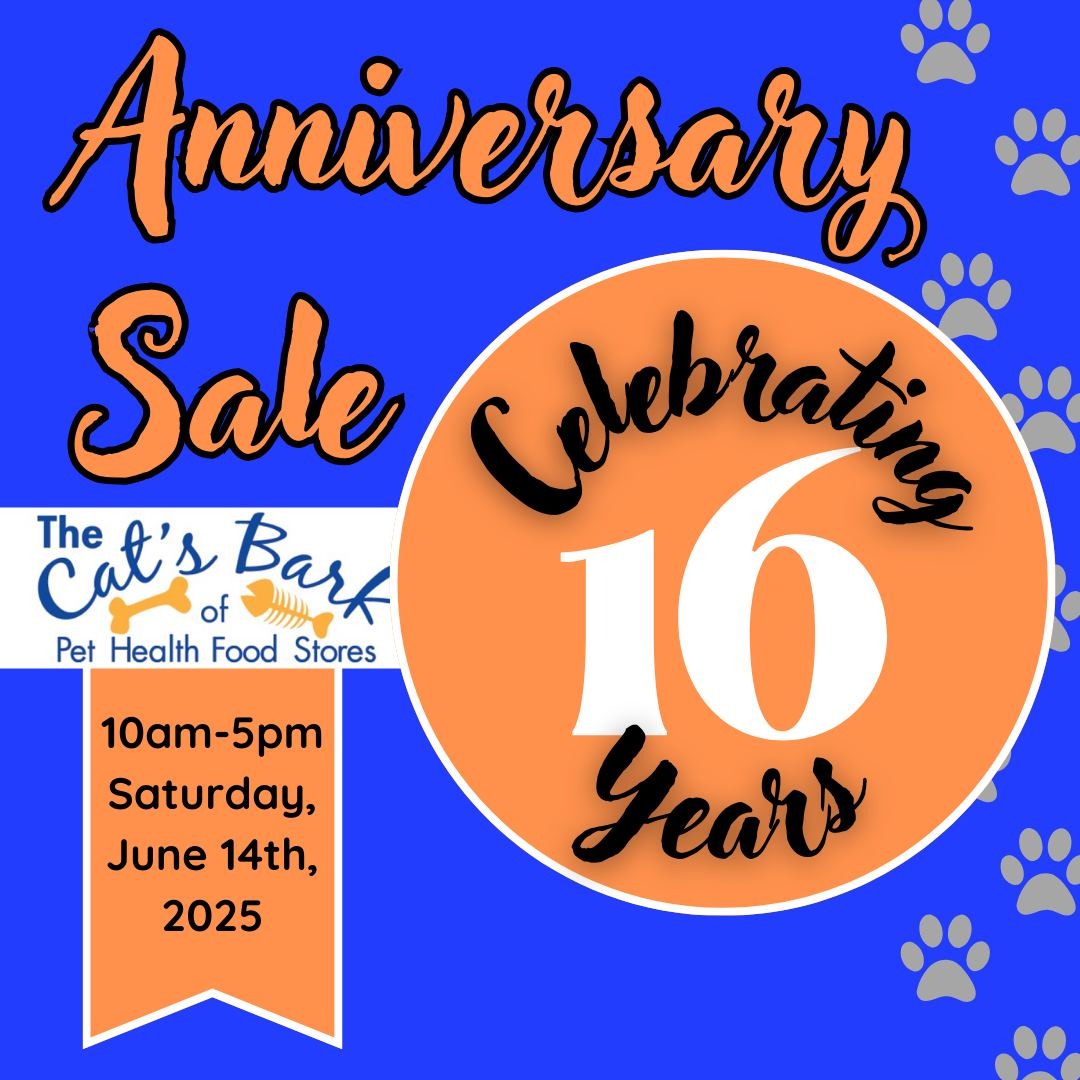 Anniversary
Sale
Celebrating
16
Years
The
Cat's Bark
of
Pet Health Food Stores
10am-5pm
Saturday,
June 14th,
2025